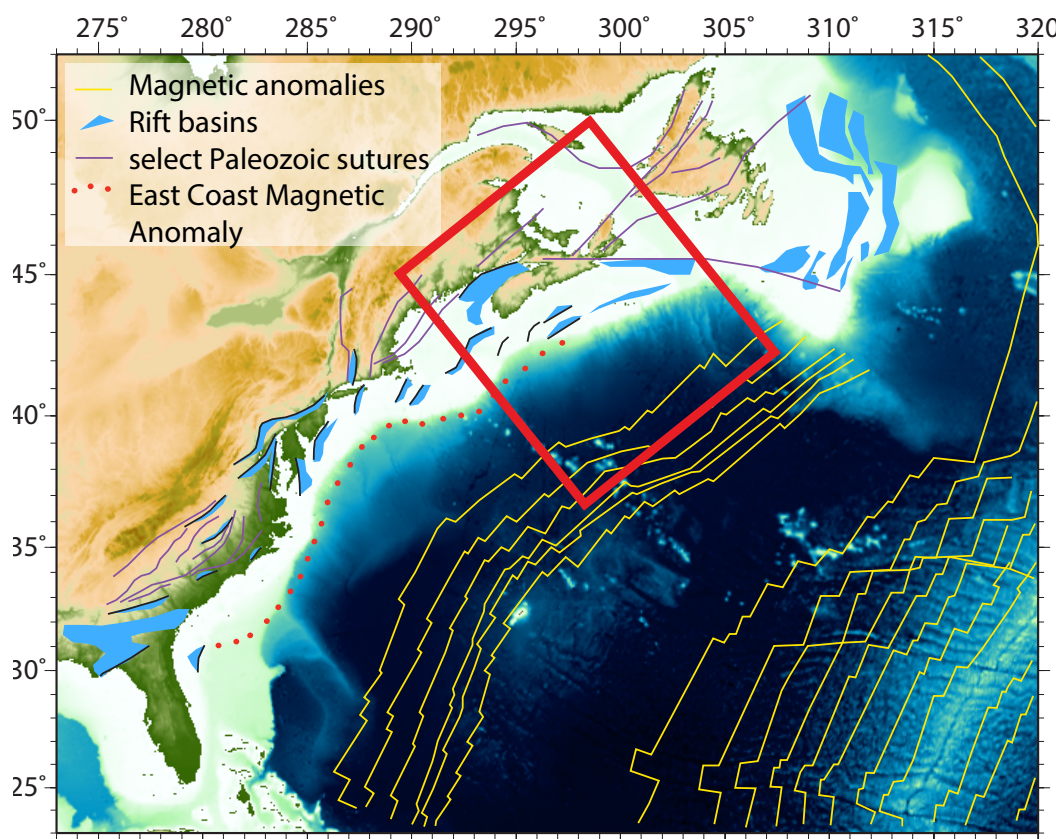 275° 280° 285° 290° 295° 300° 305° 310° 315° 320
Magnetic anomalies
50°
Rift basins
select Paleozoic sutures
East Coast Magnetic
Anomaly
45°
40°
35°
30°
25°